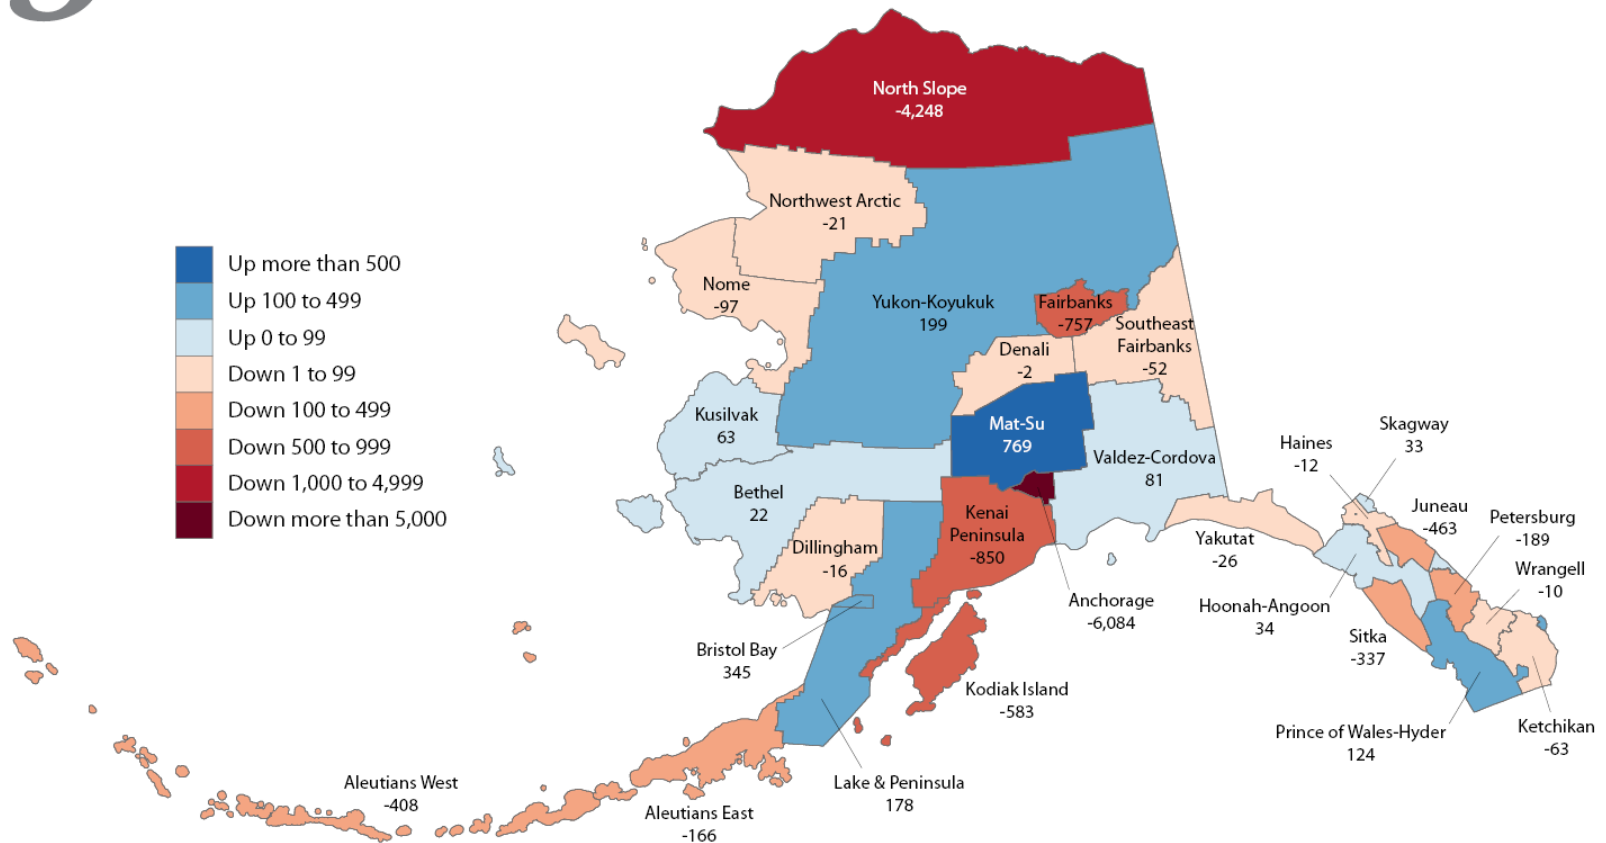 North Slope
-4,248
Northwest Arctic
-21
Up more than 500
Up 100 to 499
Up 0 to 99
Down 1 to 99
Down 100 to 499
Down 500 to 999
Down 1,000 to 4,999
Down more than 5,000
Nome
-97
Yukon-Koyukuk
199
Fairbanks
-757
Southeast
Fairbanks
-52
Denali
-2
Kusilvak
63
Mat-Su
769
Valdez-Cordova
81
Bethel
22
Dillingham
-16
Kenai
Peninsula
-850
Skagway
33
Haines
-12
Juneau
-463
Petersburg
-189
Wrangell
-10
Yakutat
-26
Hoonah-Angoon
34
Sitka
-337
Anchorage
-6,084
Bristol Bay
345
Kodiak Island
-583
Prince of Wales-Hyder
124
Ketchikan
-63
Lake & Peninsula
178
Aleutians West
-408
Aleutians East
-166